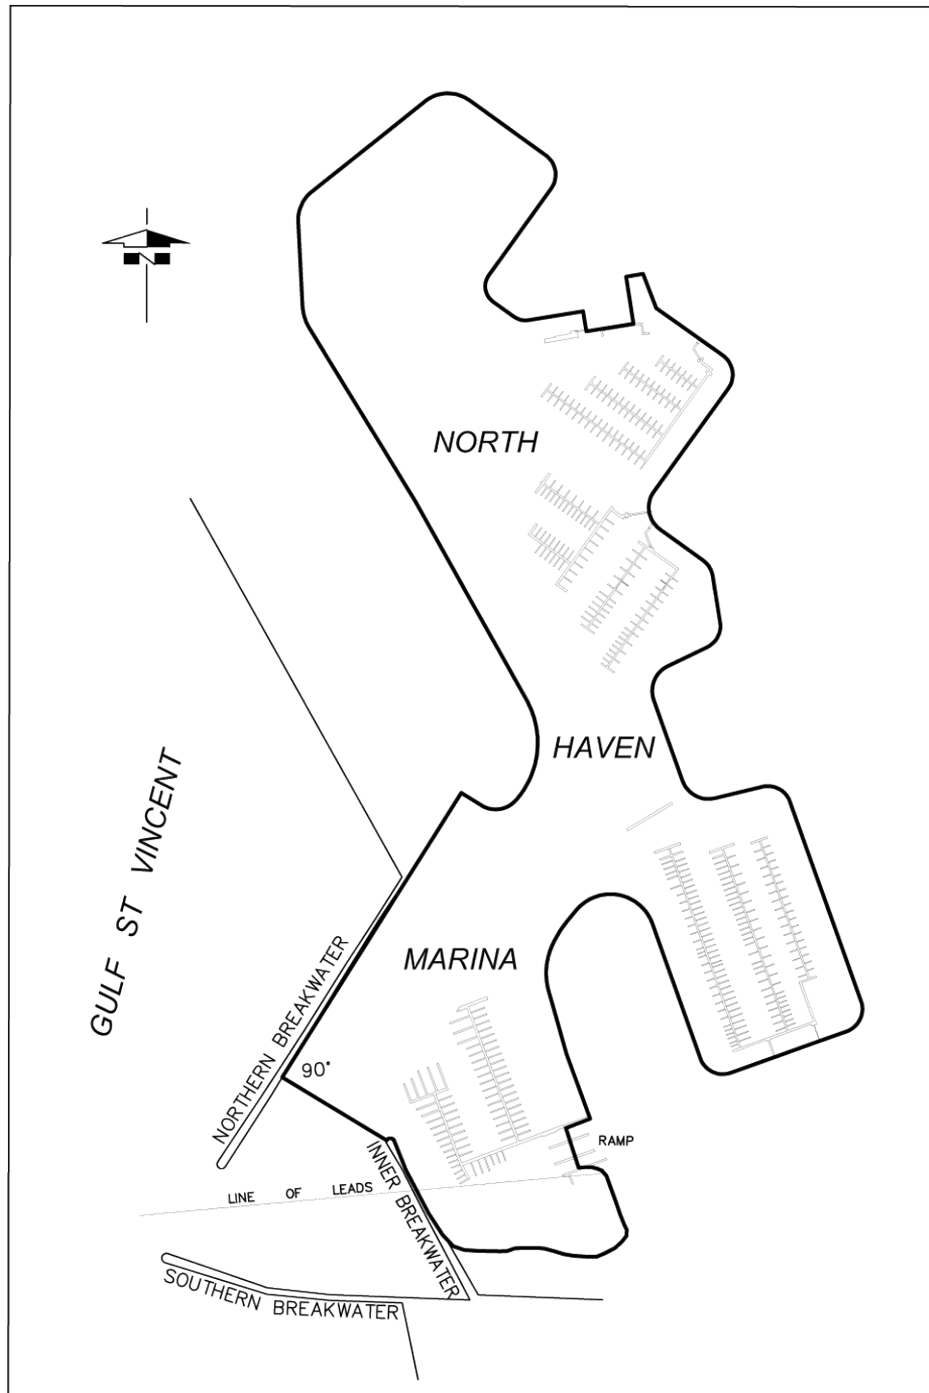 N
NORTH
HAVEN
GULF ST VINCENT
MARINA
NORTHERN BREAKWATER
90°
RAMP
INNER BREAKWATER
LINE OF LEADS
SOUTHERN BREAKWATER